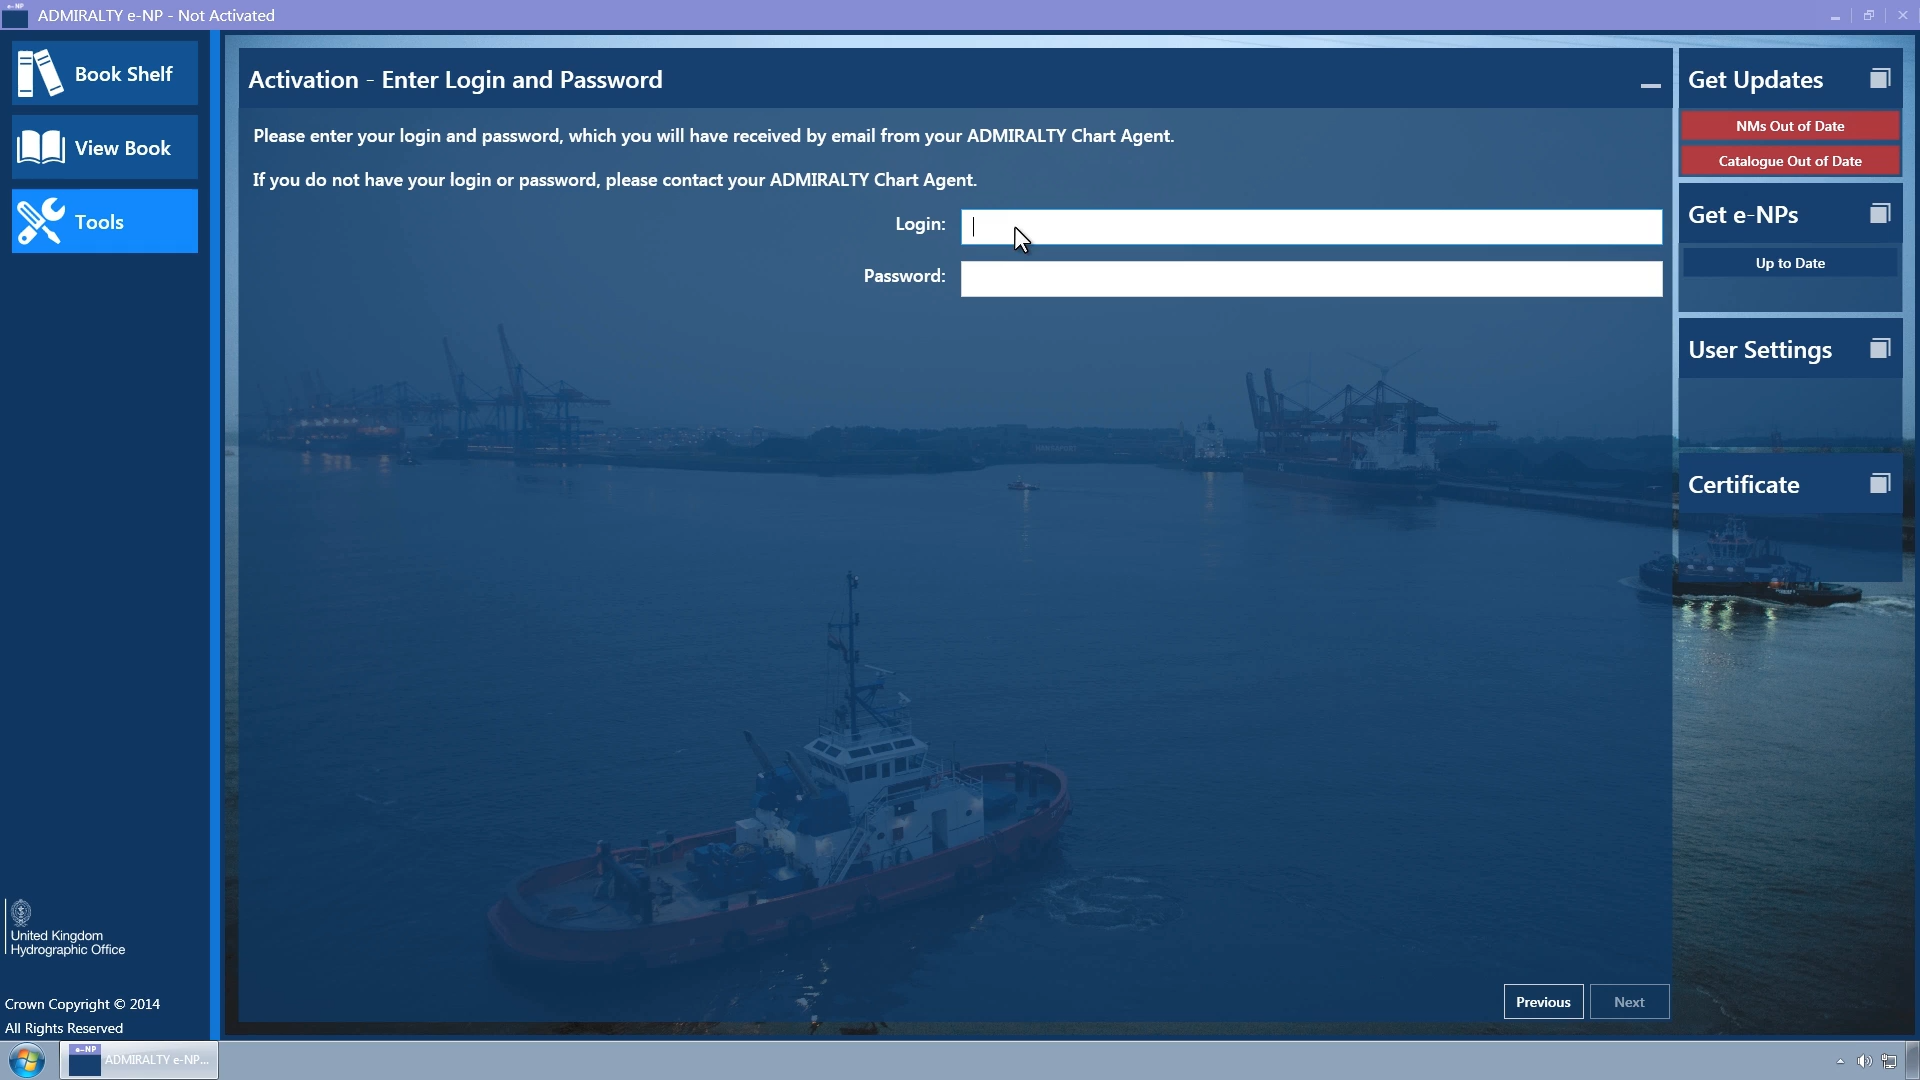 e-NP
ADMIRALTY e-NP - Not Activated
Book Shelf
View Book
Tools
Activation - Enter Login and Password
Please enter your login and password, which you will have received by email from your ADMIRALTY Chart Agent.
If you do not have your login or password, please contact your ADMIRALTY Chart Agent.
Login:
Password:
Get Updates
NMs Out of Date
Catalogue Out of Date
Get e-NPs
Up to Date
User Settings
Certificate
United Kingdom
Hydrographic Office
Crown Copyright © 2014
All Rights Reserved
Previous
Next
e-NP
ADMIRALTY e-NP...